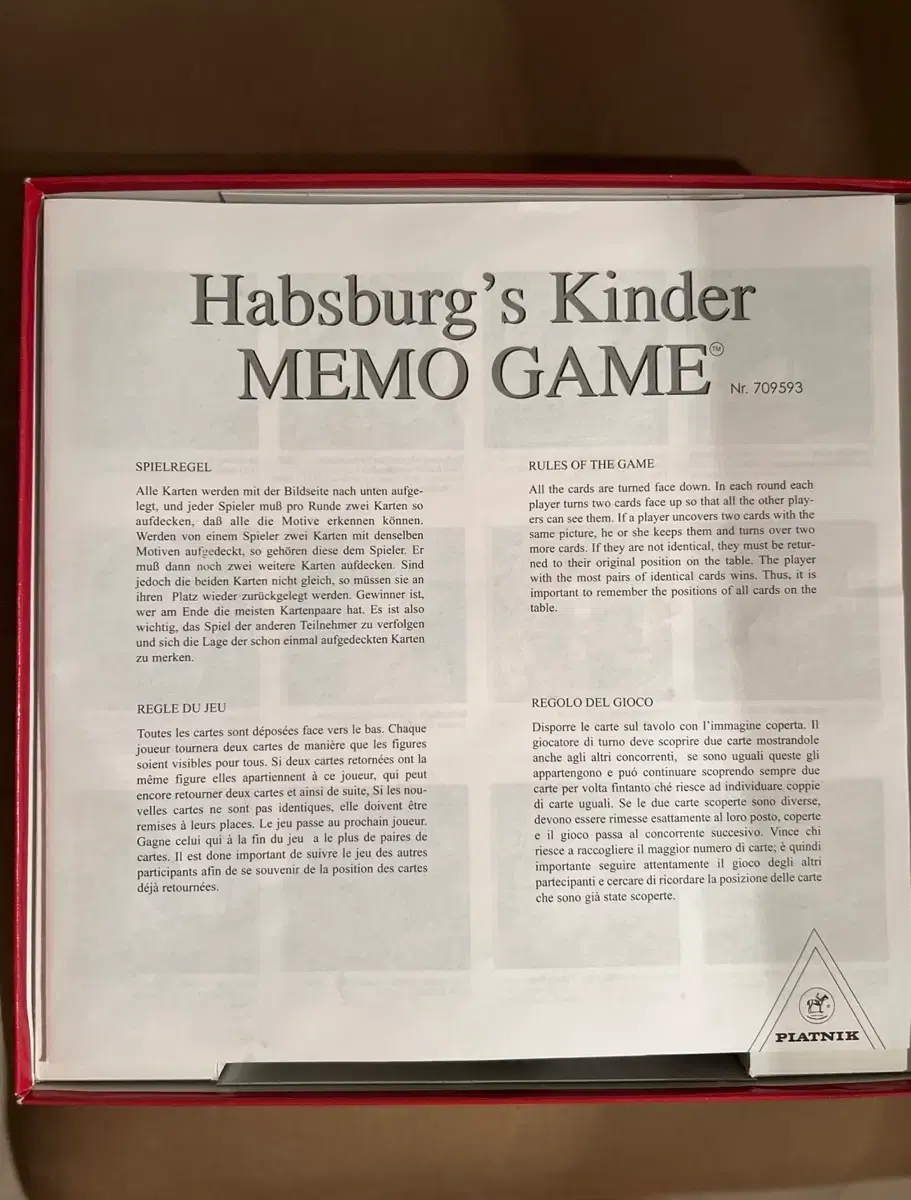 Habsburg's Kinder
MEMO GAME™
Nr. 709593
SPIELREGEL
Alle Karten werden mit der Bildseite nach unten aufge-
legt, und jeder Spieler muß pro Runde zwei Karten so
aufdecken, daß alle die Motive erkennen können.
Werden von einem Spieler zwei Karten mit denselben
Motiven aufgedeckt, so gehören diese dem Spieler. Er
muß dann noch zwei weitere Karten aufdecken. Sind
jedoch die beiden Karten nicht gleich, so müssen sie an
ihren Platz wieder zurückgelegt werden. Gewinner ist,
wer am Ende die meisten Kartenpaare hat. Es ist also
wichtig, das Spiel der anderen Teilnehmer zu verfolgen
und sich die Lage der schon einmal aufgedeckten Karten
zu merken.
RULES OF THE GAME
All the cards are turned face down. In each round each
player turns two cards face up so that all the other play-
ers can see them. If a player uncovers two cards with the
same picture, he or she keeps them and turns over two
more cards. If they are not identical, they must be retur-
ned to their original position on the table. The player
with the most pairs of identical cards wins. Thus, it is
important to remember the positions of all cards on the
table.
REGLE DU JEU
Toutes les cartes sont déposées face vers le bas. Chaque
joueur tournera deux cartes de manière que les figures
soient visibles pour tous. Si deux cartes retornées ont la
même figure elles apartiennent à ce joueur, qui peut
encore retourner deux cartes et ainsi de suite, Si les nou-
velles cartes ne sont pas identiques, elle doivent être
remises à leurs places. Le jeu passe au prochain joueur.
Gagne celui qui à la fin du jeu a le plus de paires de
cartes. Il est done important de suivre le jeu des autres
participants afin de se souvenir de la position des cartes
déjà retournées.
REGOLO DEL GIOCO
Disporre le carte sul tavolo con l'immagine coperta. Il
giocatore di turno deve scoprire due carte mostrandole
anche agli altri concorrenti, se sono uguali queste gli
appartengono e puó continuare scoprendo sempre due
carte per volta fintanto ché riesce ad individuare coppie
di carte uguali. Se le due carte scoperte sono diverse,
devono essere rimesse esattamente al loro posto, coperte
e il gioco passa al concorrente succesivo. Vince chi
riesce a raccogliere il maggior numero di carte; è quindi
importante seguire attentamente il gioco degli altri
partecipanti e cercare di ricordare la posizione delle carte
che sono già state scoperte.
PIATNIK